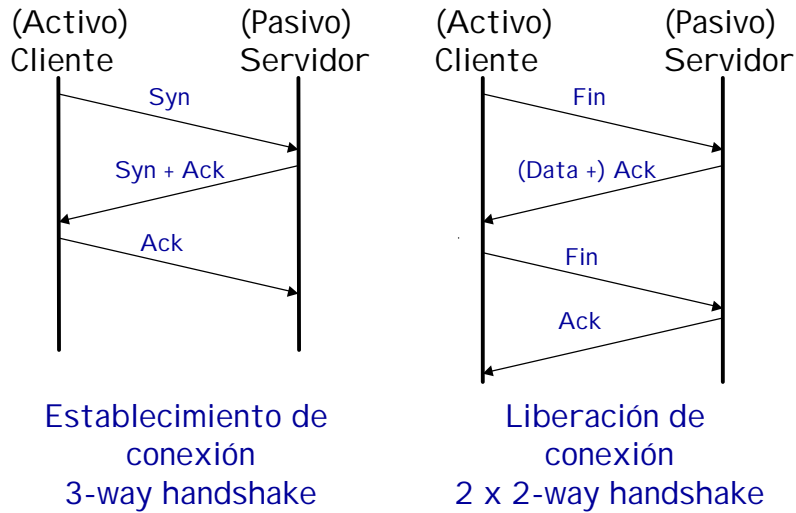 (Activo)
Cliente
(Pasivo)
Servidor
Syn
Syn + Ack
Ack
Establecimiento de
conexión
3-way handshake
(Activo)
Cliente
(Pasivo)
Servidor
Fin
(Data +) Ack
Fin
Ack
Liberación de
conexión
2 x 2-way handshake